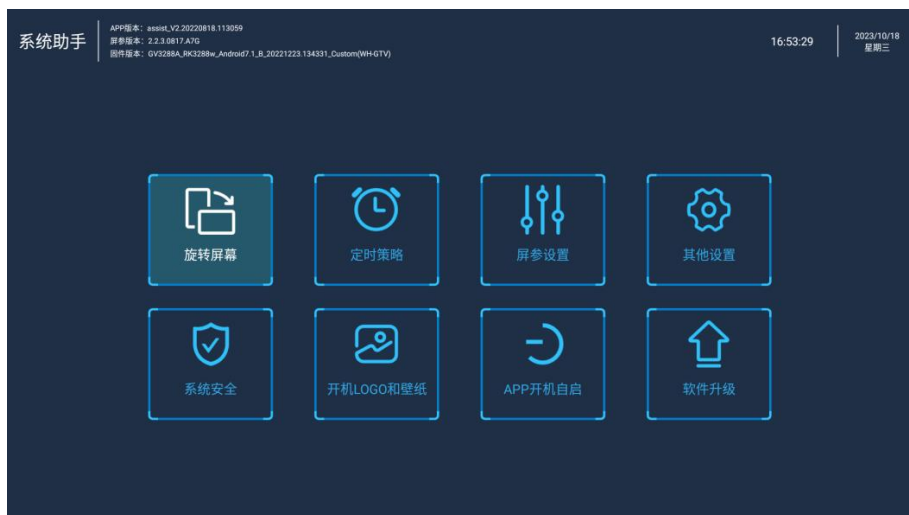 系统助手
APP版本：assist_V2.20220818.113059
屏参版本：2.2.3.0817.A7G
固件版本：GV3288A_RK3288w_Android7.1_B_20221223.134331_Custom(WH-GTV)
16:53:29
2023/10/18
星期三
旋转屏幕
定时策略
屏参设置
其他设置
系统安全
开机LOGO和壁纸
APP开机自启
软件升级